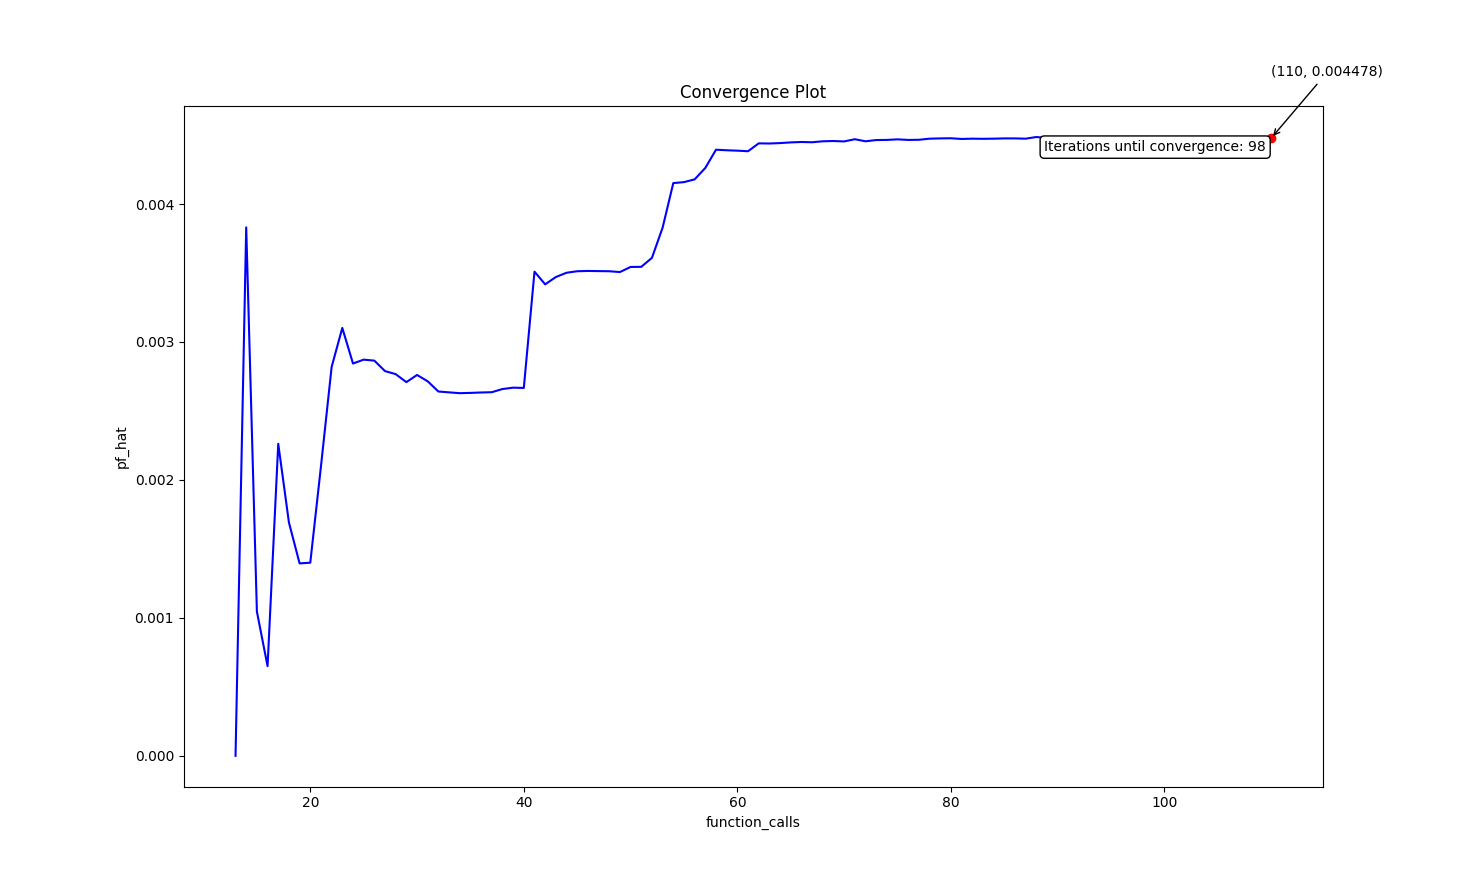 (110, 0.004478)
Convergence Plot
Iterations until convergence: 98
0.004
0.003
0.002
0.001
0.000
pf_hat
20 40 60 80 100
function_calls